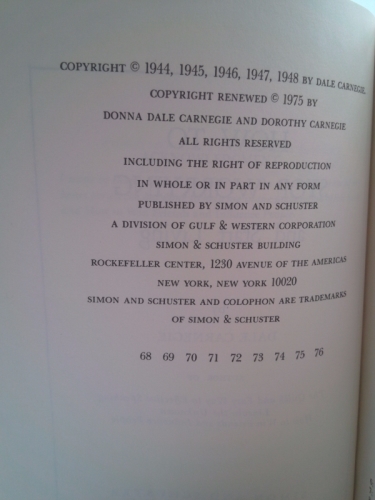 COPYRIGHT © 1944, 1945, 1946, 1947, 1948 BY DALE CARNEGIE.
COPYRIGHT RENEWED © 1975 BY
DONNA DALE CARNEGIE AND DOROTHY CARNEGIE
ALL RIGHTS RESERVED
INCLUDING THE RIGHT OF REPRODUCTION
IN WHOLE OR IN PART IN ANY FORM
PUBLISHED BY SIMON AND SCHUSTER
A DIVISION OF GULF & WESTERN CORPORATION
SIMON & SCHUSTER BUILDING
ROCKEFELLER CENTER, 1230 AVENUE OF THE AMERICAS
NEW YORK, NEW YORK 10020
SIMON AND SCHUSTER AND COLOPHON ARE TRADEMARKS
OF SIMON & SCHUSTER
68 69 70 71 72 73 74 75 76